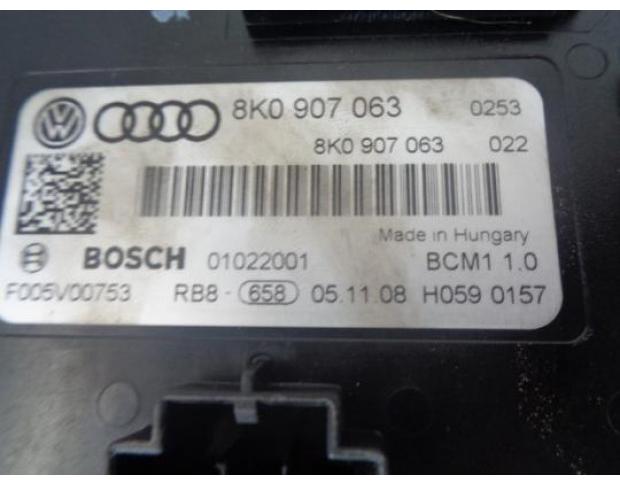 8K0 907 063 0253
8K0 907 063 022
Made in Hungary
BOSCH 01022001 BCM1 1.0
F005V00753 RB8 - 658 05.11.08 H059 0157